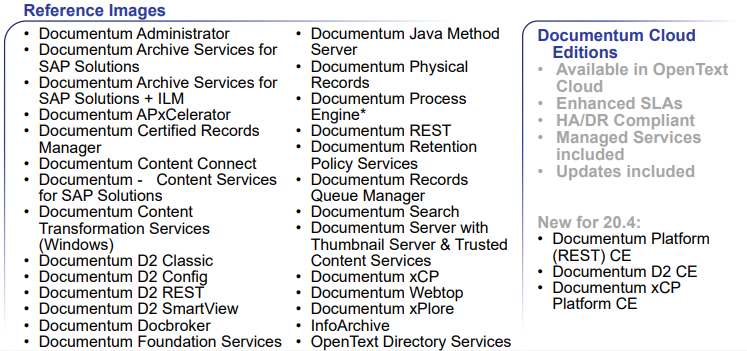 Reference Images
• Documentum Administrator
• Documentum Archive Services for
SAP Solutions
• Documentum Archive Services for
SAP Solutions + ILM
• Documentum APxCelerator
• Documentum Certified Records
Manager
• Documentum Content Connect
• Documentum - Content Services
for SAP Solutions
• Documentum Content
Transformation Services
(Windows)
• Documentum D2 Classic
• Documentum D2 Config
• Documentum D2 REST
• Documentum D2 SmartView
• Documentum Docbroker
• Documentum Foundation Services
• Documentum Java Method
Server
• Documentum Physical
Records
• Documentum Process
Engine*
• Documentum REST
• Documentum Retention
Policy Services
• Documentum Records
Queue Manager
• Documentum Search
• Documentum Server with
Thumbnail Server & Trusted
Content Services
• Documentum xCP
• Documentum Webtop
• Documentum xPlore
• InfoArchive
• OpenText Directory Services
Documentum Cloud
Editions
• Available in OpenText
Cloud
• Enhanced SLAs
• HA/DR Compliant
• Managed Services
included
• Updates included
New for 20.4:
• Documentum Platform
(REST) CE
• Documentum D2 CE
• Documentum xCP
Platform CE